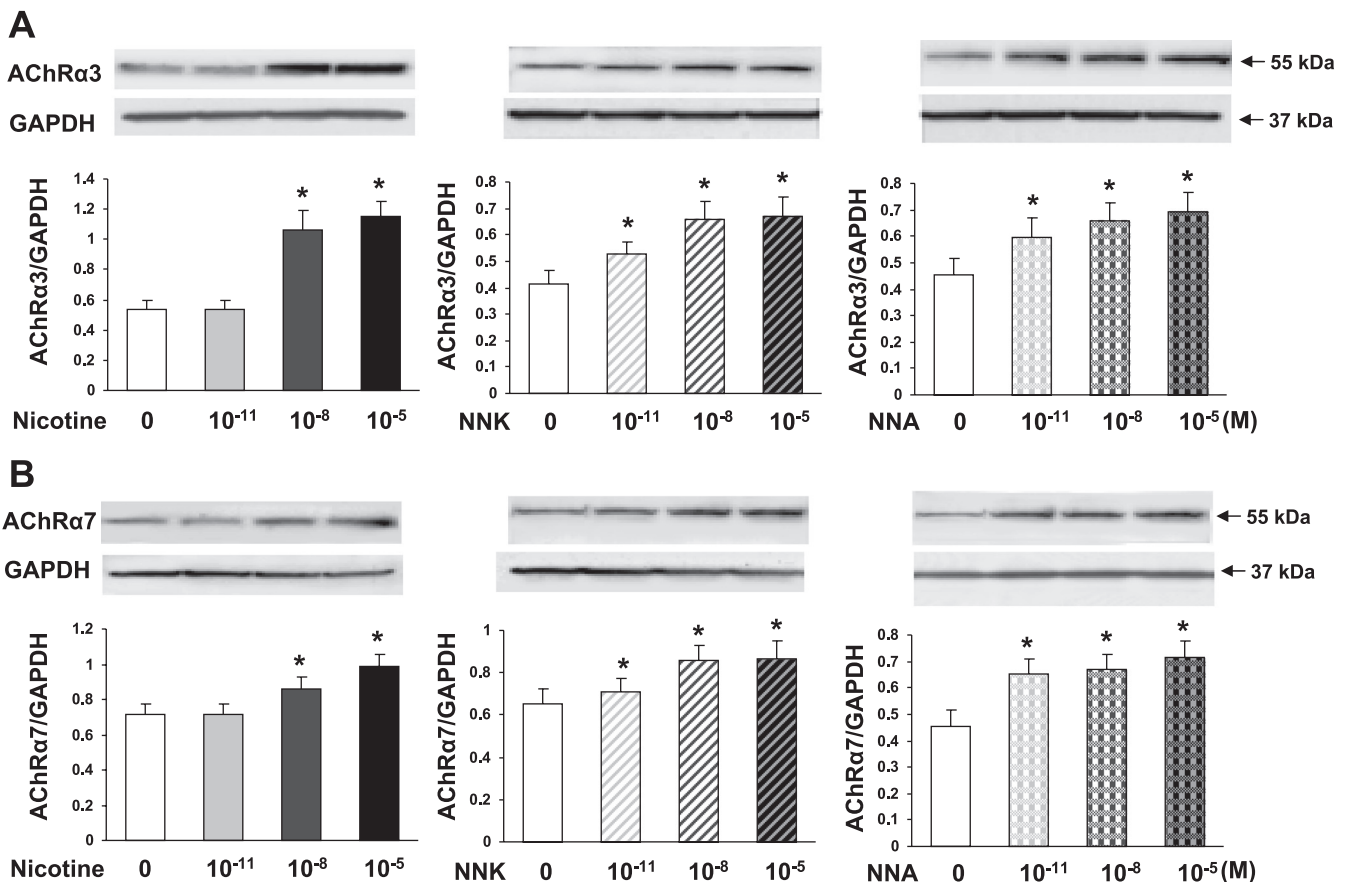 A
AChRα3
GAPDH
← 55 kDa
← 37 kDa
AChRα3/GAPDH
1.4
1.2
1
0.8
0.6
0.4
0.2
0
* *
Nicotine 0 10⁻¹¹ 10⁻⁸ 10⁻⁵
AChRα3/GAPDH
0.8
0.7
0.6
0.5
0.4
0.3
0.2
0.1
0
* * *
NNK 0 10⁻¹¹ 10⁻⁸ 10⁻⁵
AChRα3/GAPDH
0.8
0.7
0.6
0.5
0.4
0.3
0.2
0.1
0
* * *
NNA 0 10⁻¹¹ 10⁻⁸ 10⁻⁵ (M)
B
AChRα7
GAPDH
← 55 kDa
← 37 kDa
AChRα7/GAPDH
1.2
1
0.8
0.6
0.4
0.2
0
* *
Nicotine 0 10⁻¹¹ 10⁻⁸ 10⁻⁵
AChRα7/GAPDH
1
0.8
0.6
0.4
0.2
0
* * *
NNK 0 10⁻¹¹ 10⁻⁸ 10⁻⁵
AChRα7/GAPDH
0.8
0.7
0.6
0.5
0.4
0.3
0.2
0.1
0
* * *
NNA 0 10⁻¹¹ 10⁻⁸ 10⁻⁵ (M)